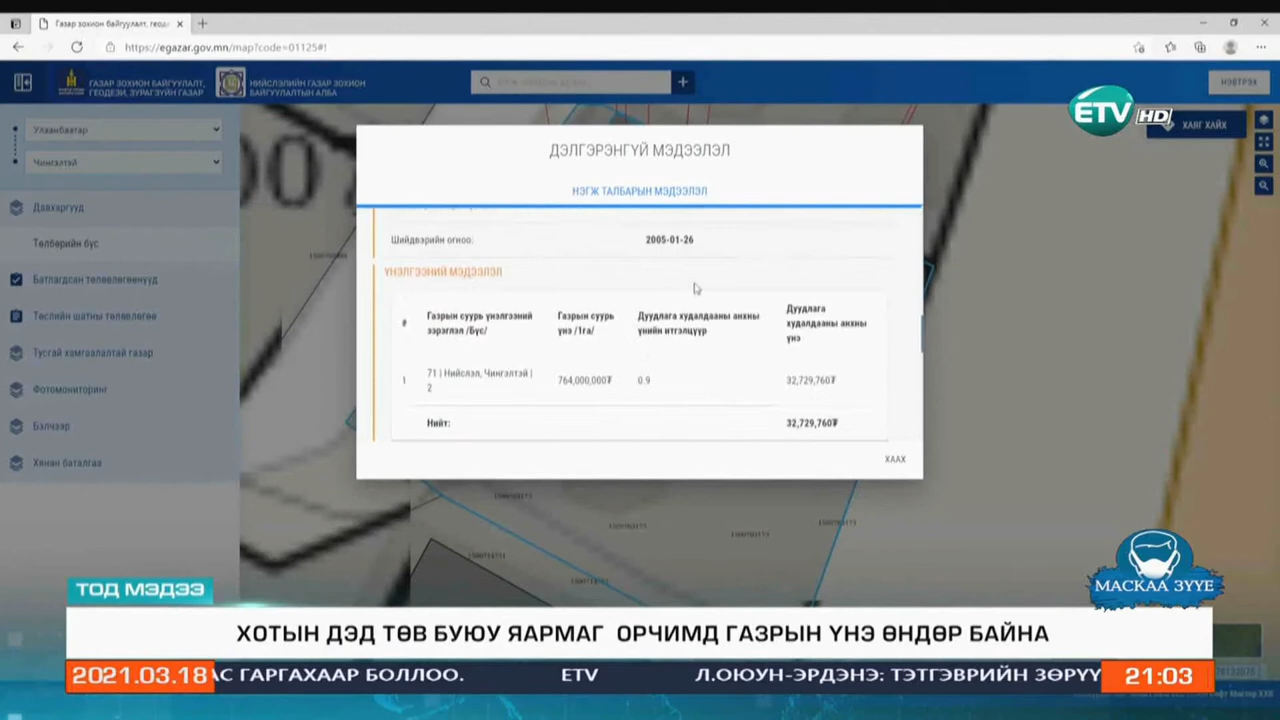 Газар зохион байгуулалт, геод
https://egazar.gov.mn/map?code=01125#!
ГАЗАР ЗОХИОН БАЙГУУЛАЛТ,
ГЕОДЕЗИ, ЗУРАГЗҮЙН ГАЗАР
НИЙСЛЭЛИЙН ГАЗАР ЗОХИОН
БАЙГУУЛАЛТЫН АЛБА
НЭВТРЭХ
ETV HD
ХАЯГ ХАЙХ
Улаанбаатар
Чингэлтэй
Давхаргууд
Төлбөрийн бүс
Батлагдсан төлөвлөгөөнүүд
Төслийн шатны төлөвлөгөө
Тусгай хамгаалалтай газар
Фотомониторинг
Бэлчээр
Хянан баталгаа
ДЭЛГЭРЭНГҮЙ МЭДЭЭЛЭЛ
НЭГЖ ТАЛБАРЫН МЭДЭЭЛЭЛ
Шийдвэрийн огноо: 2005-01-26
ҮНЭЛГЭЭНИЙ МЭДЭЭЛЭЛ
# Газрын суурь үнэлгээний зэрэглэл /Бүс/ Газрын суурь үнэ /1га/ Дуудлага худалдааны анхны үнийн итгэлцүүр Дуудлага худалдааны анхны үнэ
1 71 | Нийслэл, Чингэлтэй | 2 764,000,000₮ 0.9 32,729,760₮
Нийт: 32,729,760₮
ХААХ
МАСКАА ЗҮҮЕ
ТОД МЭДЭЭ
ХОТЫН ДЭД ТӨВ БУЮУ ЯАРМАГ ОРЧИМД ГАЗРЫН ҮНЭ ӨНДӨР БАЙНА
2021.03.18 АС ГАРГАХААР БОЛЛОО. ETV Л.ОЮУН-ЭРДЭНЭ: ТЭТГЭВРИЙН ЗӨРҮҮ 21:03